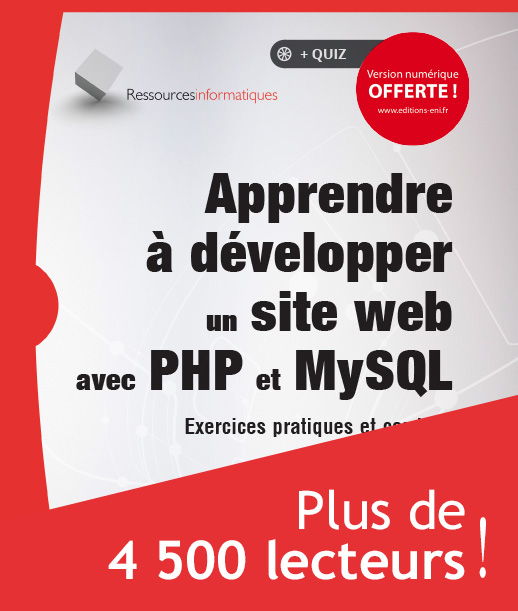 + QUIZ
Version numérique
OFFERTE !
www.editions-eni.fr
Ressourcesinformatiques
Apprendre
à développer
un site web
avec PHP et MySQL
Exercices pratiques et
Plus de
4 500 lecteurs !